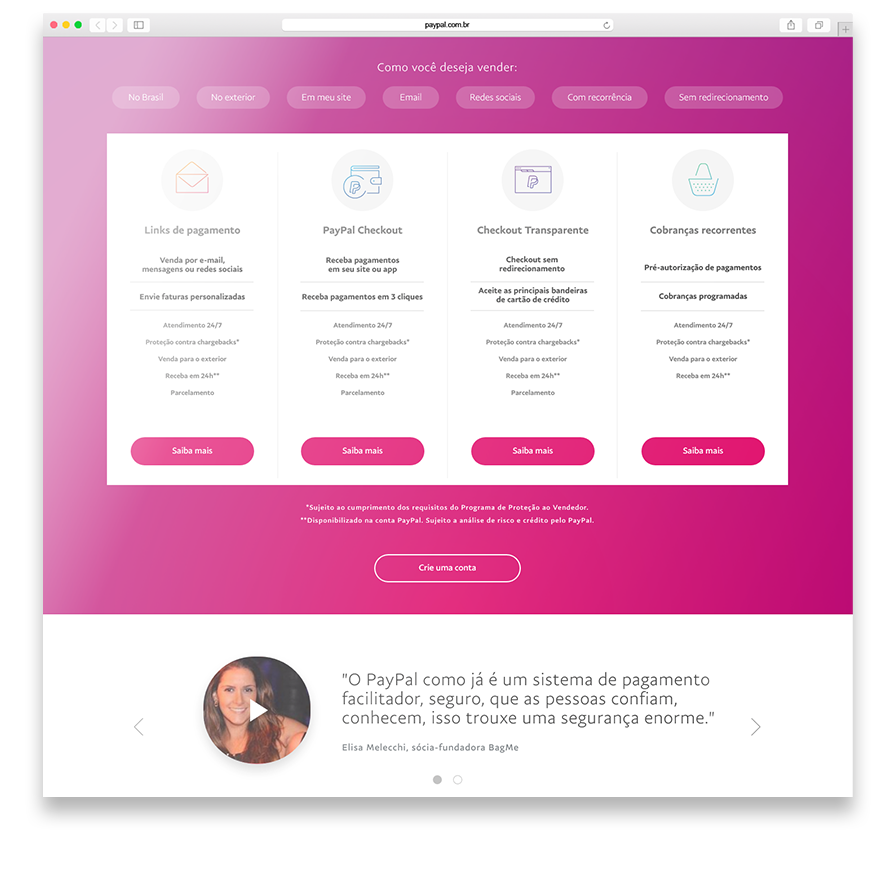 paypal.com.br
Como você deseja vender:
No Brasil
No exterior
Em meu site
Email
Redes sociais
Com recorrência
Sem redirecionamento
Links de pagamento
Venda por e-mail,
mensagens ou redes sociais
Envie faturas personalizadas
Atendimento 24/7
Proteção contra chargebacks*
Venda para o exterior
Receba em 24h**
Parcelamento
Saiba mais
PayPal Checkout
Receba pagamentos
em seu site ou app
Receba pagamentos em 3 cliques
Atendimento 24/7
Proteção contra chargebacks*
Venda para o exterior
Receba em 24h**
Parcelamento
Saiba mais
Checkout Transparente
Checkout sem
redirecionamento
Aceite as principais bandeiras
de cartão de crédito
Atendimento 24/7
Proteção contra chargebacks*
Venda para o exterior
Receba em 24h**
Parcelamento
Saiba mais
Cobranças recorrentes
Pré-autorização de pagamentos
Cobranças programadas
Atendimento 24/7
Proteção contra chargebacks*
Venda para o exterior
Receba em 24h**
Saiba mais
*Sujeito ao cumprimento dos requisitos do Programa de Proteção ao Vendedor.
**Disponibilizado na conta PayPal. Sujeito a análise de risco e crédito pelo PayPal.
Crie uma conta
"O PayPal como já é um sistema de pagamento
facilitador, seguro, que as pessoas confiam,
conhecem, isso trouxe uma segurança enorme."
Elisa Melecchi, sócia-fundadora BagMe